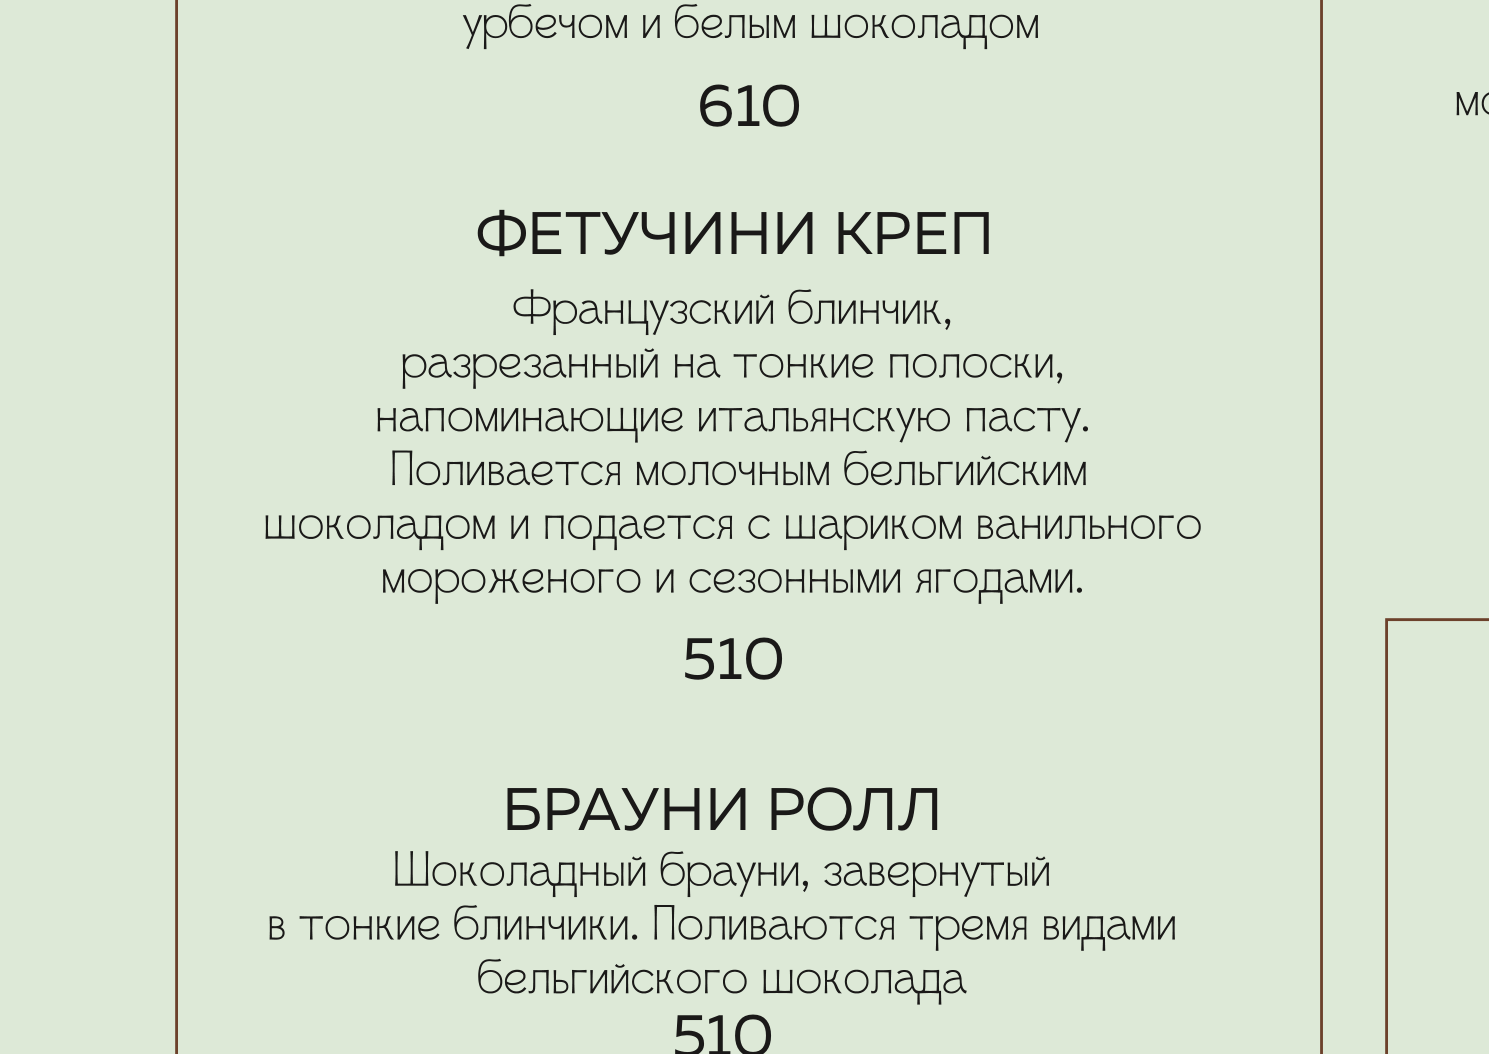 урбечом и белым шоколадом
610
ФЕТУЧИНИ КРЕП
Французский блинчик,
разрезанный на тонкие полоски,
напоминающие итальянскую пасту.
Поливается молочным бельгийским
шоколадом и подается с шариком ванильного
мороженого и сезонными ягодами.
510
БРАУНИ РОЛЛ
Шоколадный брауни, завернутый
в тонкие блинчики. Поливаются тремя видами
бельгийского шоколада
510